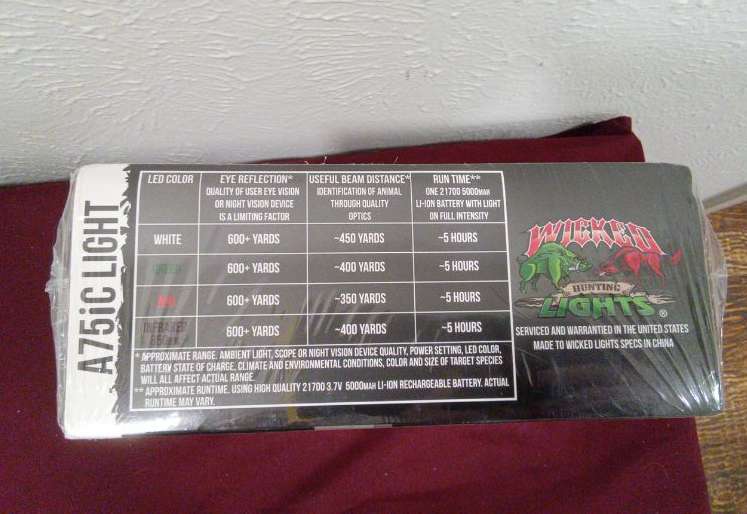 A75iC LIGHT
LED COLOR
EYE REFLECTION*
QUALITY OF USER EYE VISION
OR NIGHT VISION DEVICE
IS A LIMITING FACTOR
USEFUL BEAM DISTANCE*
IDENTIFICATION OF ANIMAL
THROUGH QUALITY
OPTICS
RUN TIME**
ONE 21700 5000MAH
LI-ION BATTERY WITH LIGHT
ON FULL INTENSITY
WHITE 600+ YARDS ~450 YARDS ~5 HOURS
GREEN 600+ YARDS ~400 YARDS ~5 HOURS
RED 600+ YARDS ~350 YARDS ~5 HOURS
INFRARED 600+ YARDS ~400 YARDS ~5 HOURS
* APPROXIMATE RANGE. AMBIENT LIGHT, SCOPE OR NIGHT VISION DEVICE QUALITY, POWER SETTING, LED COLOR,
BATTERY STATE OF CHARGE, CLIMATE AND ENVIRONMENTAL CONDITIONS, COLOR AND SIZE OF TARGET SPECIES
WILL ALL AFFECT ACTUAL RANGE.
** APPROXIMATE RUNTIME. USING HIGH QUALITY 21700 3.7V 5000MAH LI-ION RECHARGEABLE BATTERY. ACTUAL
RUNTIME MAY VARY.
WICKED
HUNTING
LIGHTS®
SERVICED AND WARRANTIED IN THE UNITED STATES
MADE TO WICKED LIGHTS SPECS IN CHINA